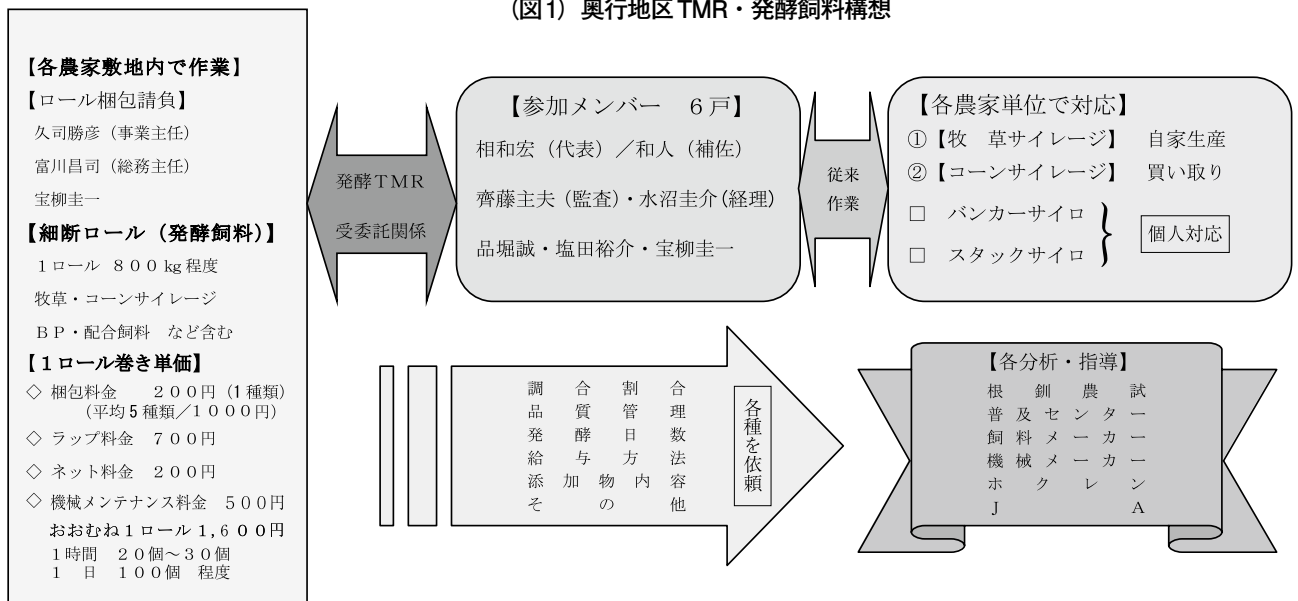 (図1) 奥行地区TMR・発酵飼料構想
【各農家敷地内で作業】
【ロール梱包請負】
久司勝彦(事業主任)
富川昌司(総務主任)
宝柳圭一
【細断ロール(発酵飼料)】
1ロール 800kg程度
牧草・コーンサイレージ
BP・配合飼料 など含む
【1ロール巻き単価】
◇ 梱包料金 200円(1種類)
(平均5種類/1000円)
◇ ラップ料金 700円
◇ ネット料金 200円
◇ 機械メンテナンス料金 500円
おおむね1ロール1,600円
1時間 20個~30個
1 日 100個 程度
発酵TMR
受委託関係
【参加メンバー 6戸】
相和宏(代表)/和人(補佐)
齊藤主夫(監査)・水沼圭介(経理)
品堀誠・塩田裕介・宝柳圭一
従来
作業
【各農家単位で対応】
①【牧 草サイレージ】 自家生産
②【コーンサイレージ】 買い取り
□ バンカーサイロ
□ スタックサイロ
個人対応
調合割合
品質管理
発酵日数
給与方法
添加物内容
その他
各種を依頼
【各分析・指導】
根釧農試
普及センター
飼料メーカー
機械メーカー
ホクレン
JA